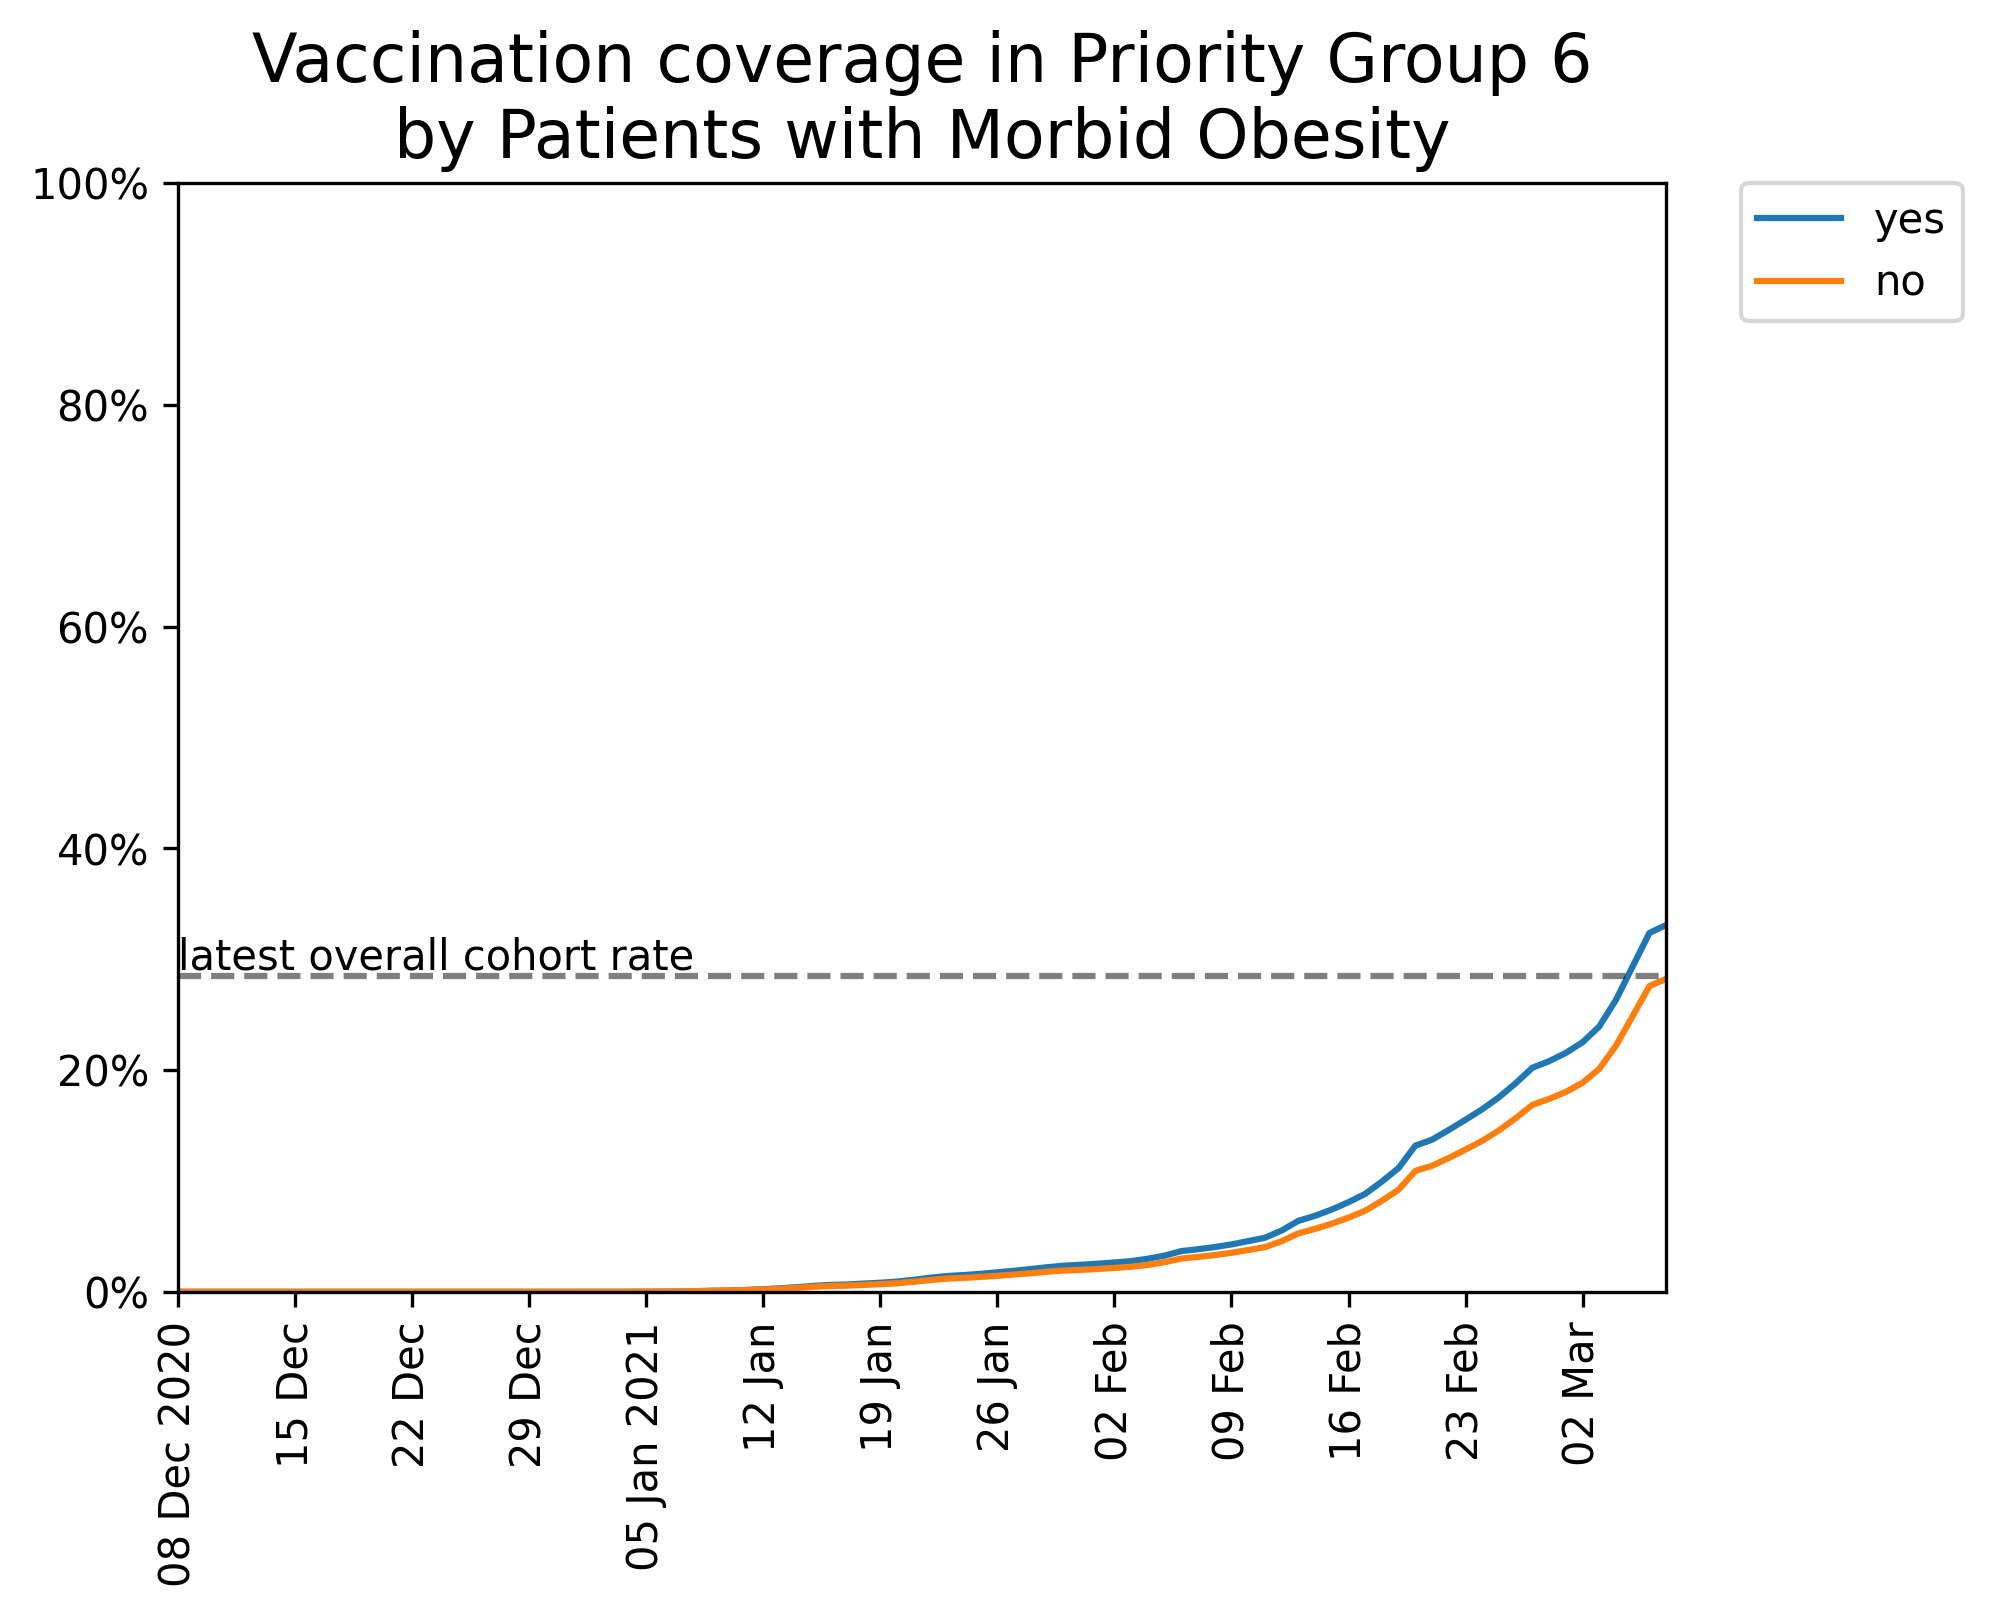 Vaccination coverage in Priority Group 6
by Patients with Morbid Obesity
100%
80%
60%
40%
20%
0%
latest overall cohort rate
yes
no
08 Dec 2020
15 Dec
22 Dec
29 Dec
05 Jan 2021
12 Jan
19 Jan
26 Jan
02 Feb
09 Feb
16 Feb
23 Feb
02 Mar